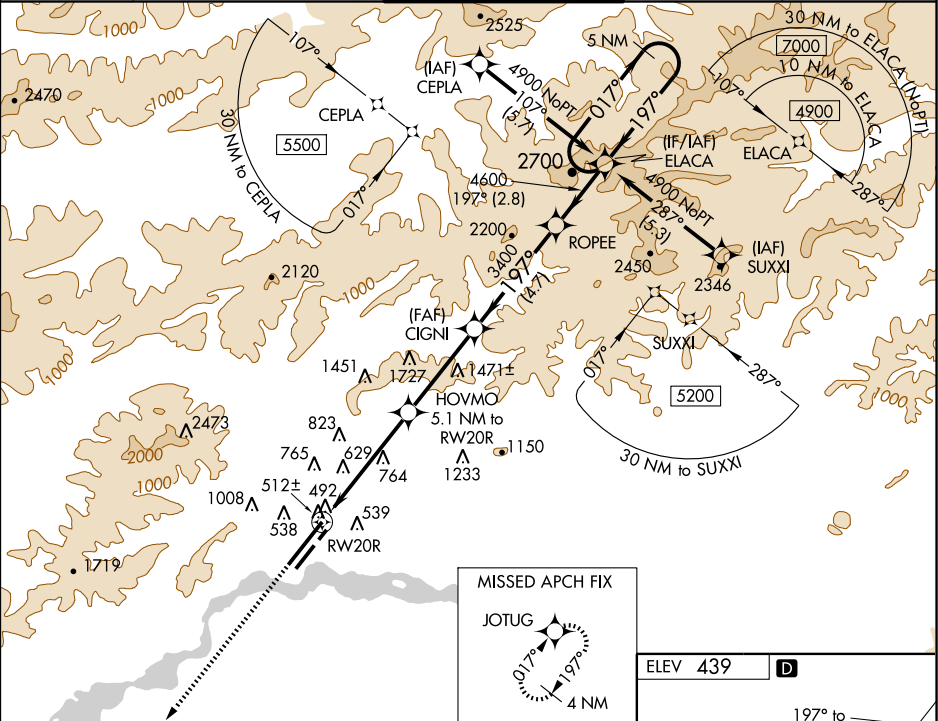 1000
2525
30 NM to ELACA (NoPT)
7000
10 NM to ELACA
4900
107°
ELACA
287°
5 NM
017°
197°
(IAF)
CEPLA
4900 NoPT
107°
(5.7)
107°
CEPLA
5500
30 NM to CEPLA
017°
2470
1000
1000
2700
(IF/IAF)
ELACA
4600
197° (2.8)
4900 NoPT
287°
(5.3)
2200
ROPEE
3400
197°
(4.7)
2450
(IAF)
SUXXI
2346
2120
1000
(FAF)
CIGNI
SUXXI
017°
287°
5200
30 NM to SUXXI
1000
1000
1451
1727
1471±
HOVMO
5.1 NM to
RW20R
2473
2000
1000
823
765
629
764
1150
1233
512±
492
1008
538
539
RW20R
1719
MISSED APCH FIX
JOTUG
017°
197°
4 NM
ELEV 439
D
197° to